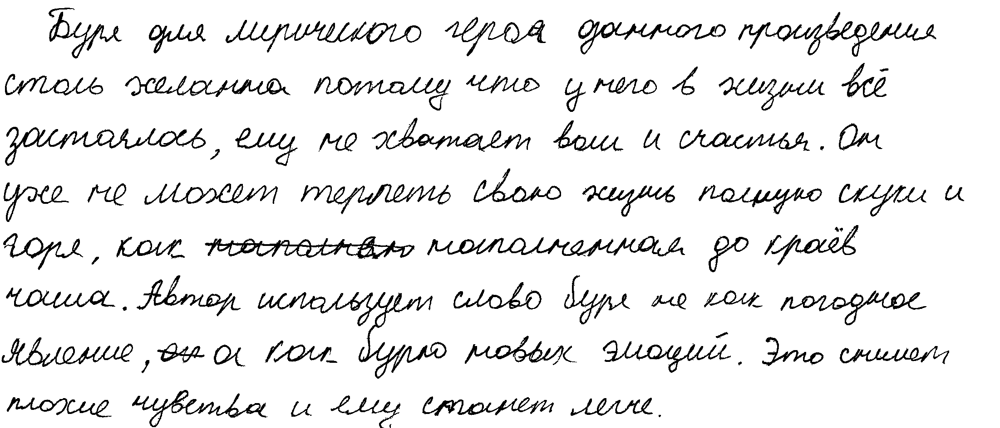 Буря для лирического героя данного произведения
столь желанна потому что у него в жизни всё
застоялось, ему не хватает воли и счастья. Он
уже не может терпеть свою жизнь полную скуки и
горя, как наполненная до краёв
чаша. Автор использует слово буря не как погодное
явление, а как бурю новых эмоций. Это снимет
плохие чувства и ему станет легче.